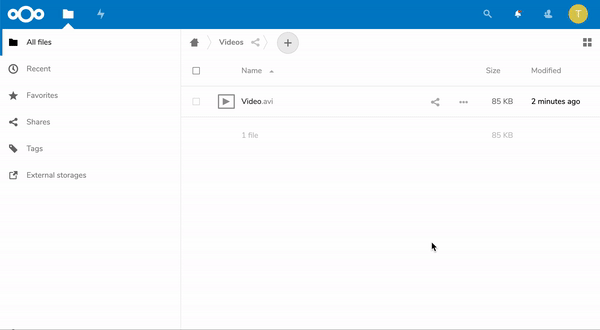 T
All files
Recent
Favorites
Shares
Tags
External storages
Videos
Name Size Modified
Video.avi 85 KB 2 minutes ago
1 file 85 KB